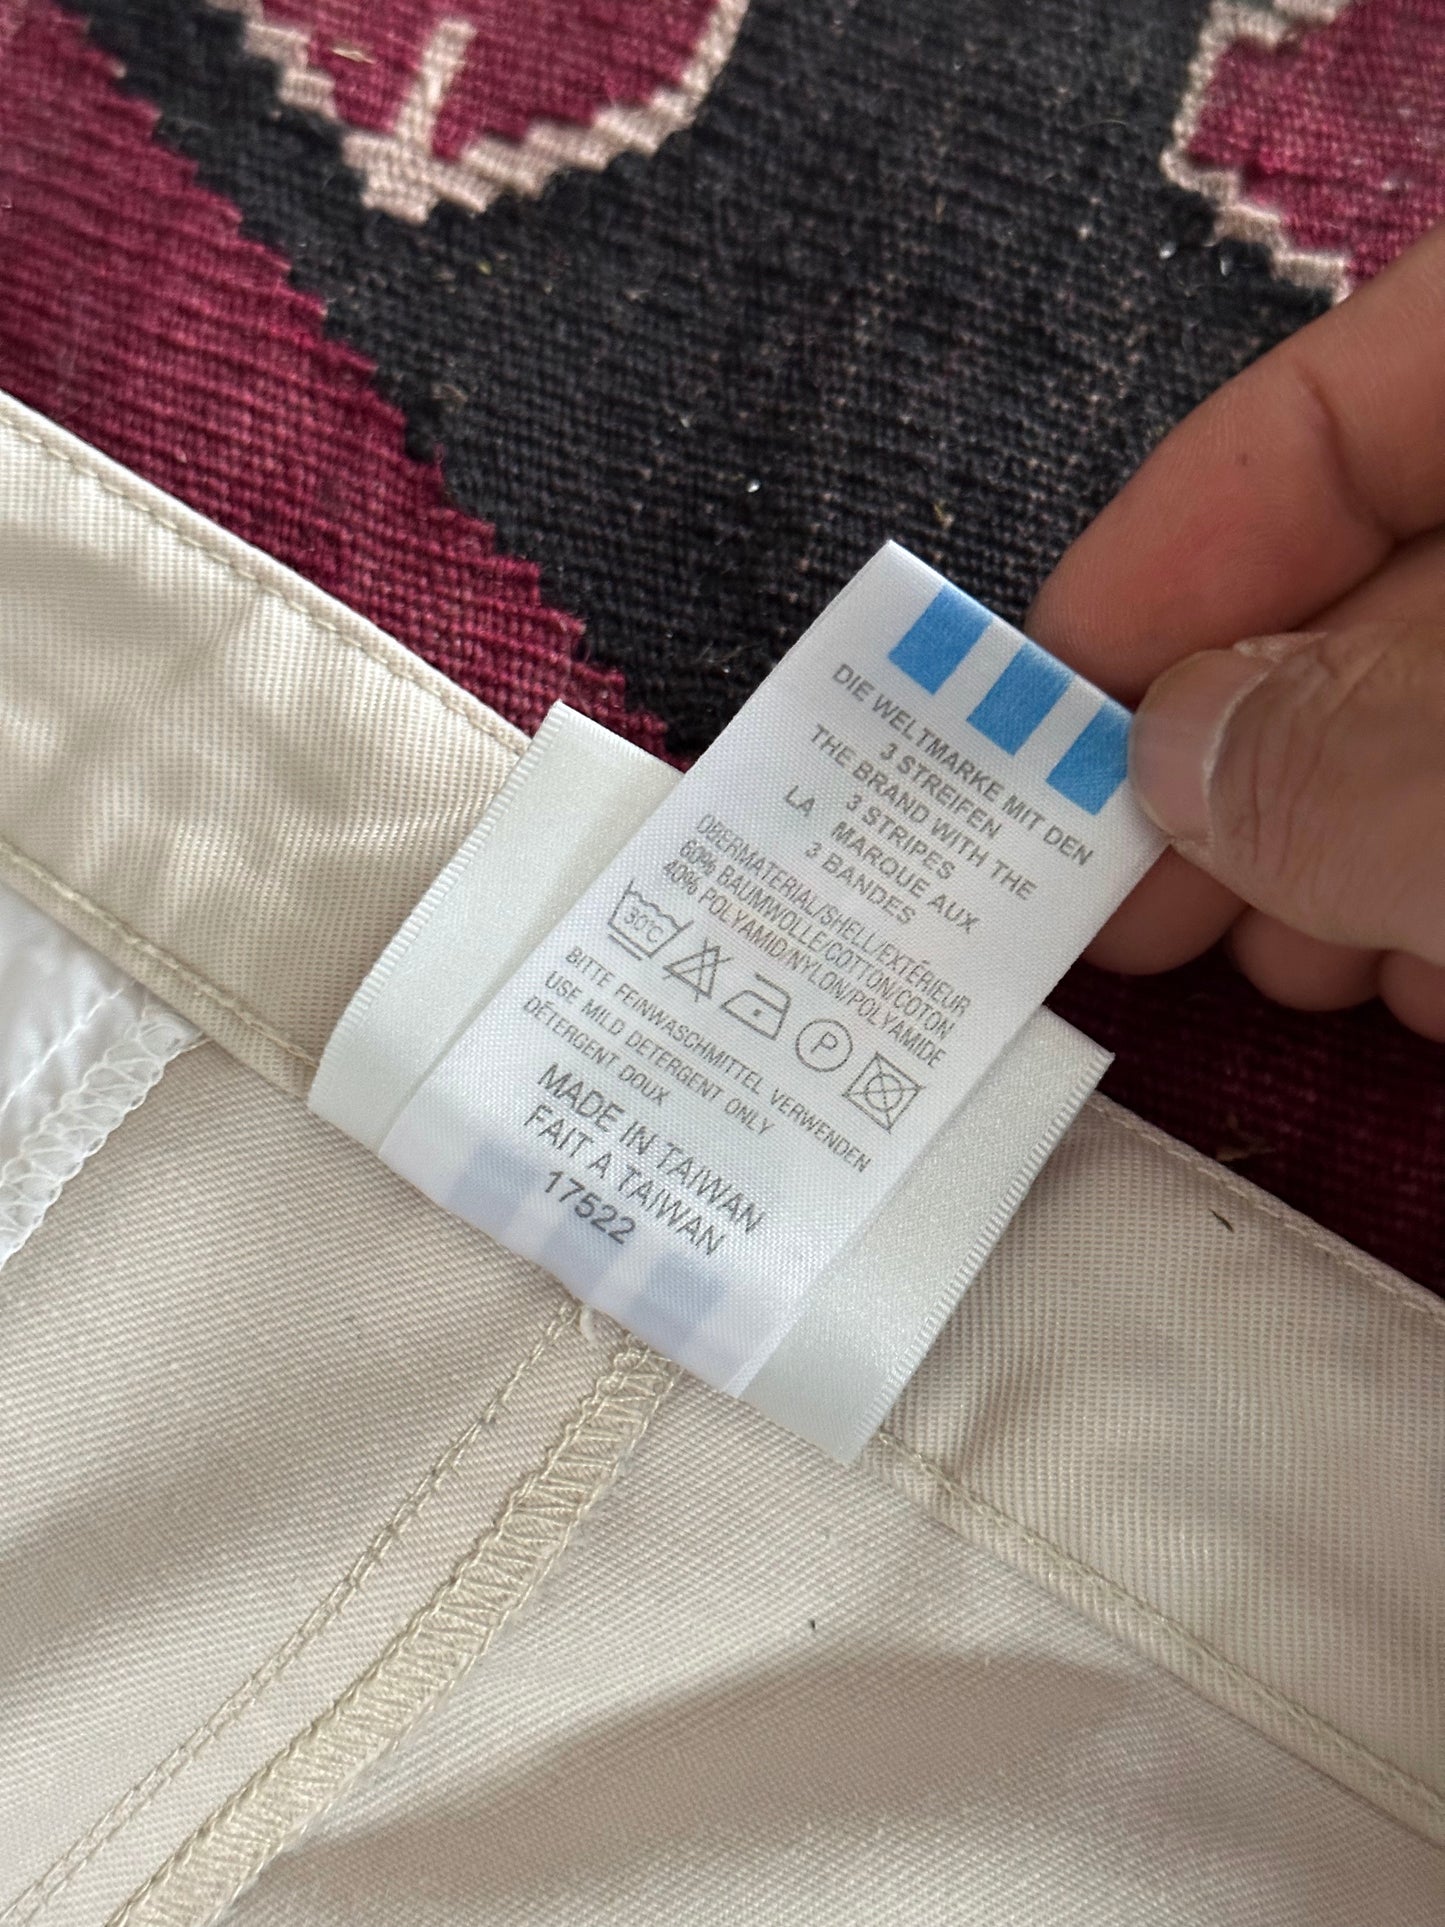 DIE WELTMARKE MIT DEN
3 STREIFEN
THE BRAND WITH THE
3 STRIPES
LA MARQUE AUX
3 BANDES
OBERMATERIAL/SHELL/EXTÉRIEUR
60% BAUMWOLLE/COTTON/COTON
40% POLYAMID/NYLON/POLYAMIDE
30°C P
BITTE FEINWASCHMITTEL VERWENDEN
USE MILD DETERGENT ONLY
DÉTERGENT DOUX
MADE IN TAIWAN
FAIT A TAIWAN
17522